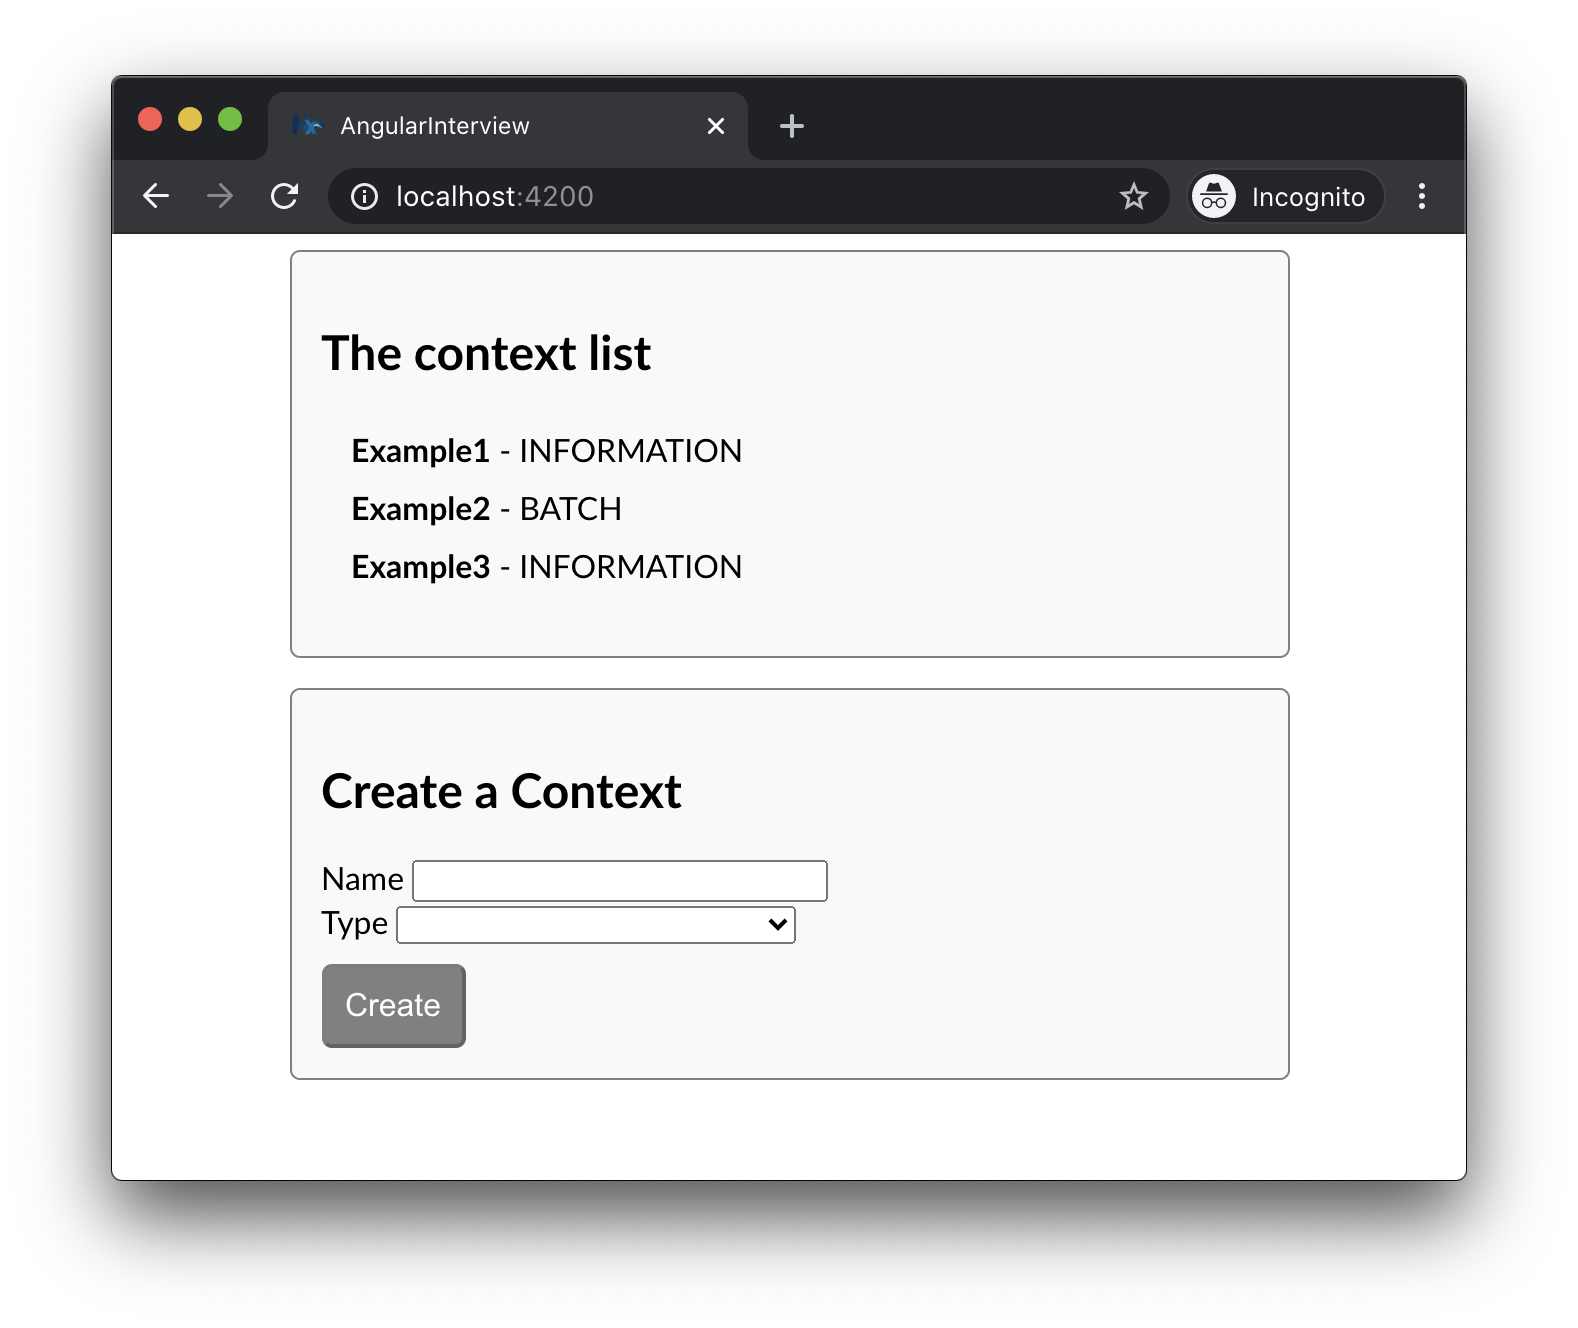 AngularInterview
localhost:4200
Incognito
The context list
Example1 - INFORMATION
Example2 - BATCH
Example3 - INFORMATION
Create a Context
Name
Type
Create